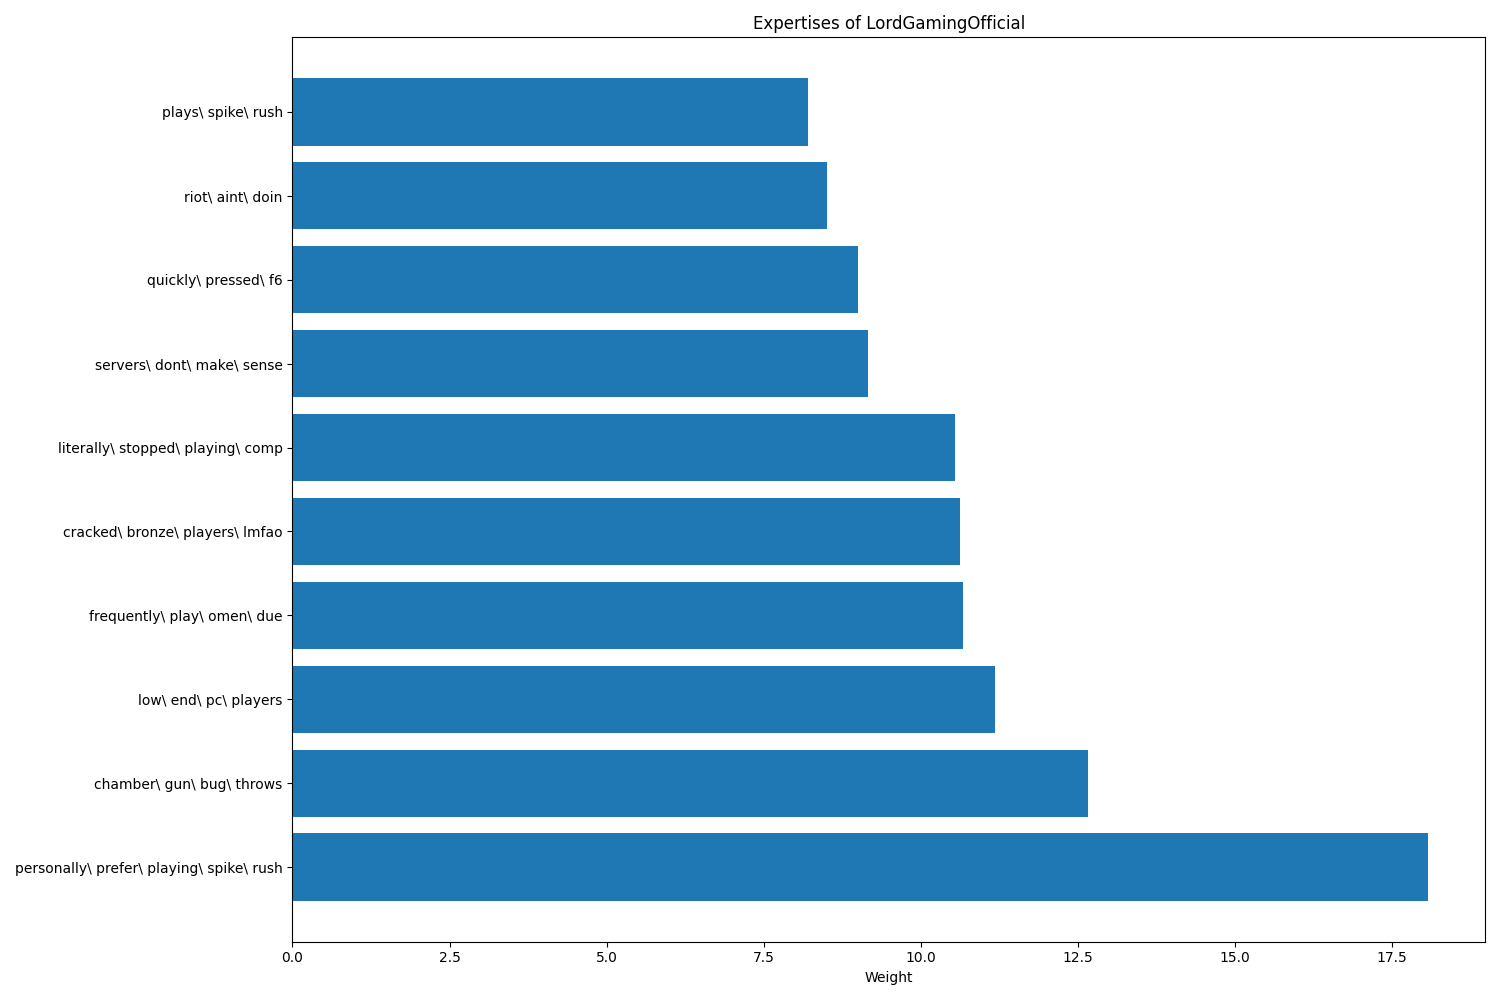 Expertises of LordGamingOfficial
plays\ spike\ rush
riot\ aint\ doin
quickly\ pressed\ f6
servers\ dont\ make\ sense
literally\ stopped\ playing\ comp
cracked\ bronze\ players\ lmfao
frequently\ play\ omen\ due
low\ end\ pc\ players
chamber\ gun\ bug\ throws
personally\ prefer\ playing\ spike\ rush
0.0 2.5 5.0 7.5 10.0 12.5 15.0 17.5
Weight